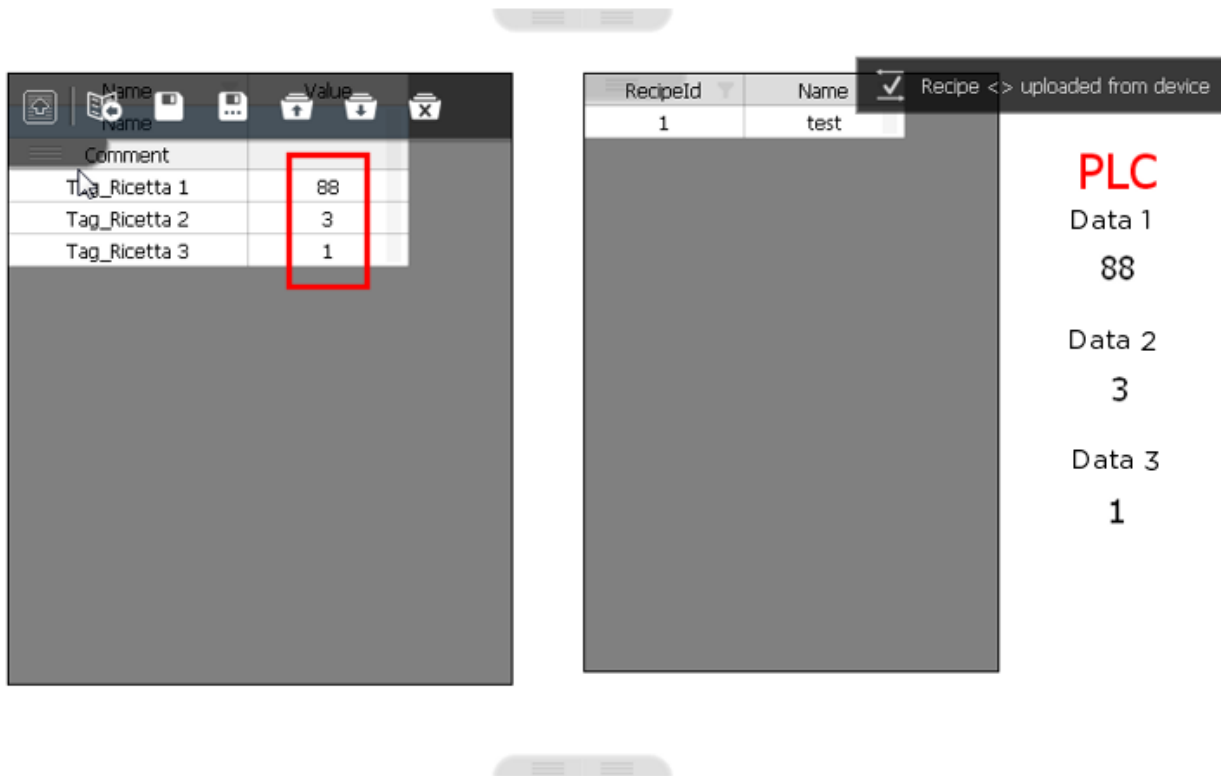 Name Value
Name
Comment
Tag_Ricetta 1 88
Tag_Ricetta 2 3
Tag_Ricetta 3 1
RecipeId Name
1 test
Recipe <> uploaded from device
PLC
Data 1
88
Data 2
3
Data 3
1